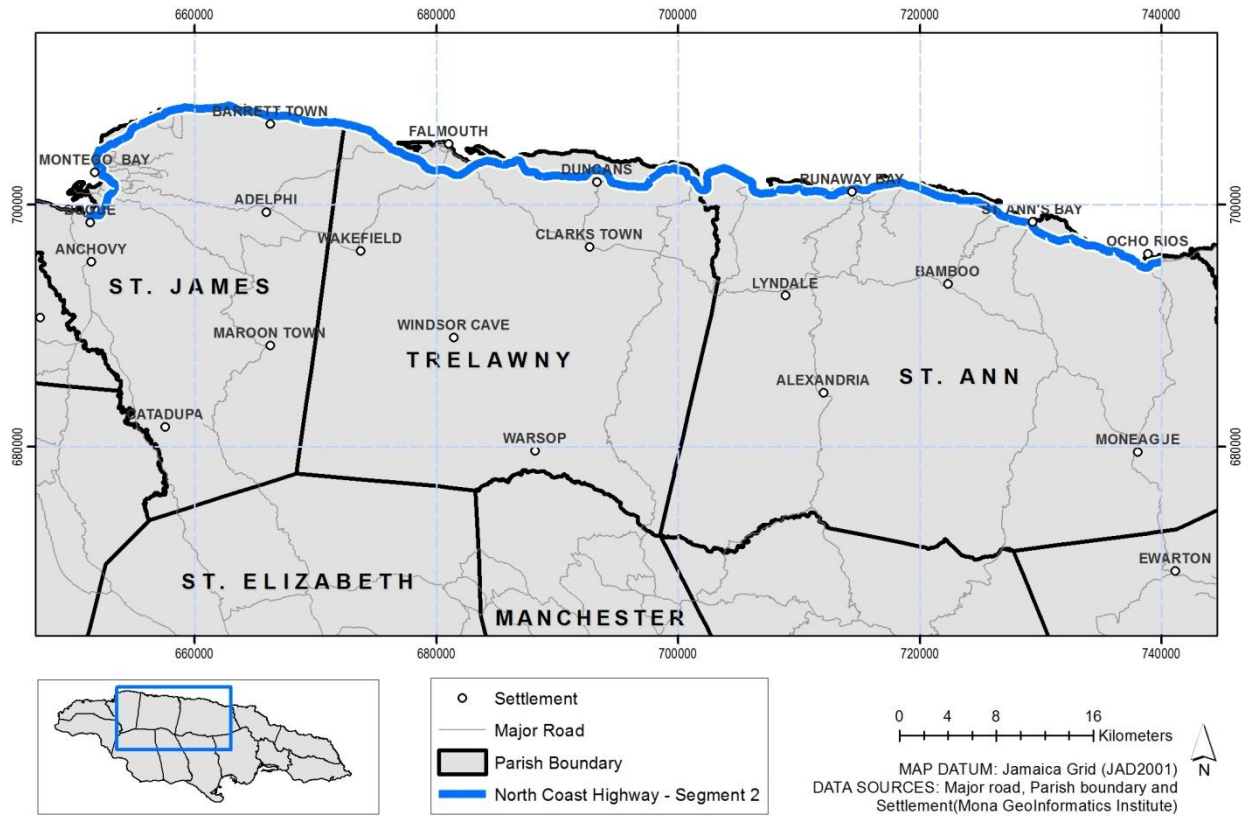 660000 680000 700000 720000 740000
BARRETT TOWN
FALMOUTH
MONTEGO BAY
DUNCANS
RUNAWAY BAY
700000
ADELPHI
BOGUE
ST. ANN'S BAY
700000
WAKEFIELD
CLARKS TOWN
OCHO RIOS
ANCHOVY
ST. JAMES
LYNDALE
BAMBOO
MAROON TOWN
WINDSOR CAVE
TRELAWNY
ALEXANDRIA
ST. ANN
CATADUPA
WARSOP
MONEAGUE
680000
680000
ST. ELIZABETH
EWARTON
MANCHESTER
660000 680000 700000 720000 740000
Settlement
Major Road
Parish Boundary
North Coast Highway - Segment 2
0 4 8 16
Kilometers
N
MAP DATUM: Jamaica Grid (JAD2001)
DATA SOURCES: Major road, Parish boundary and
Settlement(Mona GeoInformatics Institute)